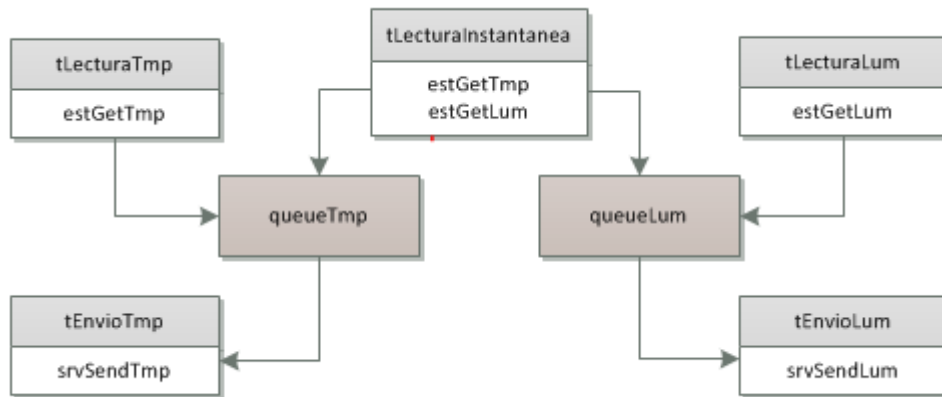 tLecturaInstantanea
estGetTmp
estGetLum
tLecturaTmp
estGetTmp
tLecturaLum
estGetLum
queueTmp
queueLum
tEnvioTmp
srvSendTmp
tEnvioLum
srvSendLum